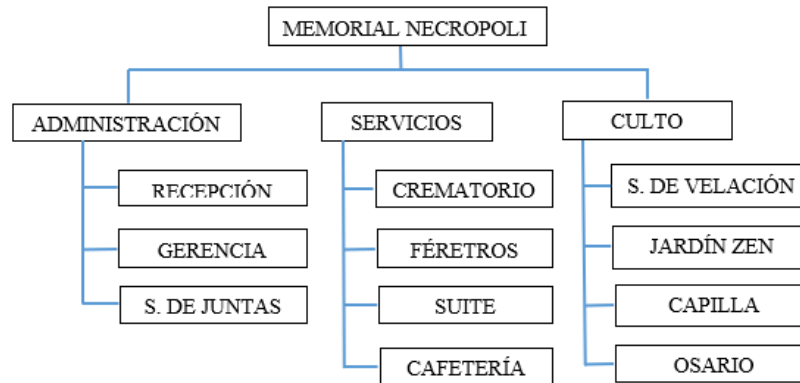 MEMORIAL NECROPOLI
ADMINISTRACIÓN
RECEPCIÓN
GERENCIA
S. DE JUNTAS
SERVICIOS
CREMATORIO
FÉRETROS
SUITE
CAFETERÍA
CULTO
S. DE VELACIÓN
JARDÍN ZEN
CAPILLA
OSARIO